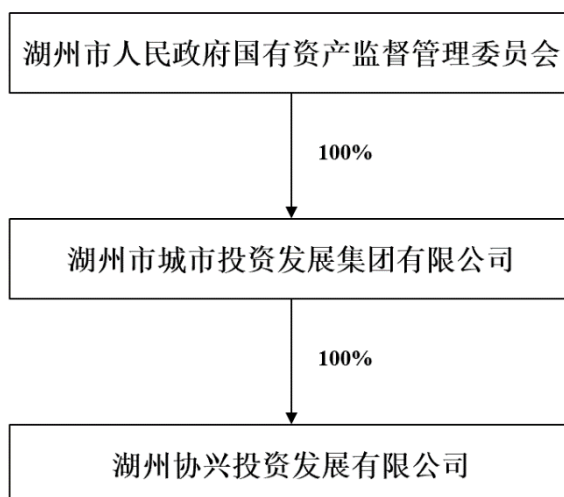 湖州市人民政府国有资产监督管理委员会
100%
湖州市城市投资发展集团有限公司
100%
湖州协兴投资发展有限公司